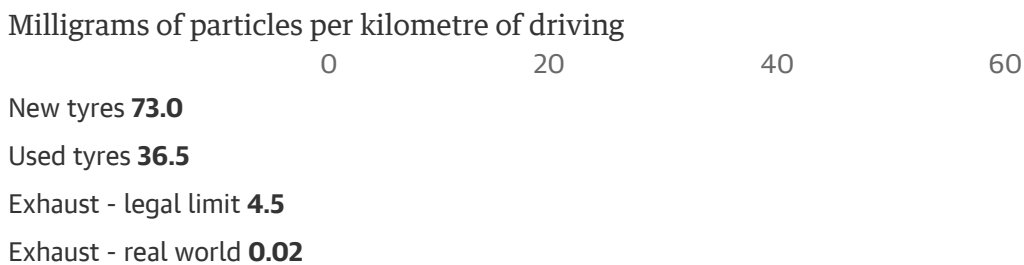 Milligrams of particles per kilometre of driving
0 20 40 60
New tyres 73.0
Used tyres 36.5
Exhaust - legal limit 4.5
Exhaust - real world 0.02